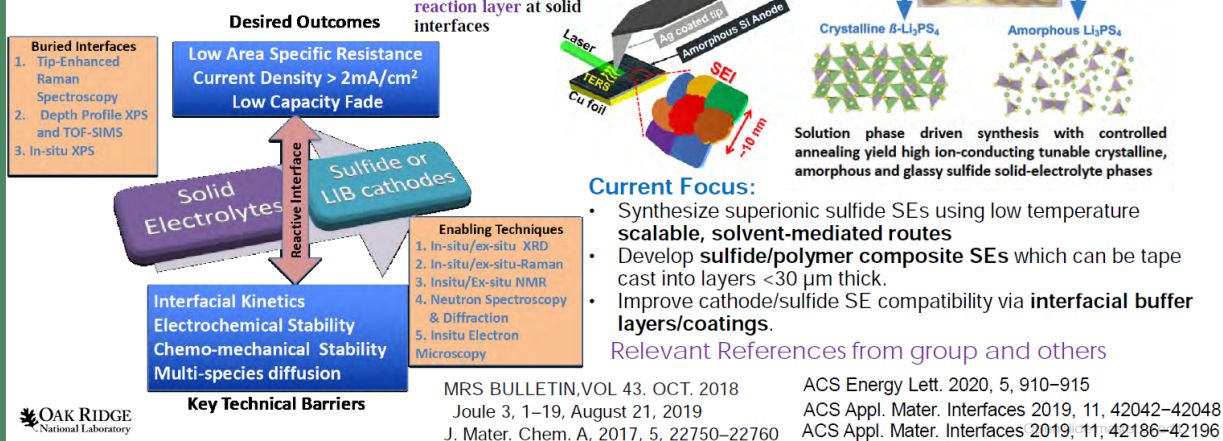 Desired Outcomes
reaction layer at solid
interfaces
Buried Interfaces
1. Tip-Enhanced
Raman
Spectroscopy
2. Depth Profile XPS
and TOF-SIMS
3. In-situ XPS
Low Area Specific Resistance
Current Density > 2mA/cm²
Low Capacity Fade
Solid
Electrolytes
Reactive Interface
Sulfide or
LIB cathodes
Enabling Techniques
1. In-situ/ex-situ XRD
2. In-situ/ex-situ-Raman
3. Insitu/Ex-situ NMR
4. Neutron Spectroscopy
& Diffraction
5. Insitu Electron
Microscopy
Interfacial Kinetics
Electrochemical Stability
Chemo-mechanical Stability
Multi-species diffusion
Key Technical Barriers
OAK RIDGE
National Laboratory
Laser
Ag coated tip
Amorphous Si Anode
TERS
Cu foil
SEI
~10 nm
Crystalline ß-Li₃PS₄
Amorphous Li₃PS₄
Solution phase driven synthesis with controlled
annealing yield high ion-conducting tunable crystalline,
amorphous and glassy sulfide solid-electrolyte phases
Current Focus:
• Synthesize superionic sulfide SEs using low temperature
scalable, solvent-mediated routes
• Develop sulfide/polymer composite SEs which can be tape
cast into layers <30 µm thick.
• Improve cathode/sulfide SE compatibility via interfacial buffer
layers/coatings.
Relevant References from group and others
MRS BULLETIN,VOL 43. OCT. 2018
Joule 3, 1–19, August 21, 2019
J. Mater. Chem. A, 2017, 5, 22750–22760
ACS Energy Lett. 2020, 5, 910−915
ACS Appl. Mater. Interfaces 2019, 11, 42042−42048
ACS Appl. Mater. Interfaces 2019, 11, 42186−42196